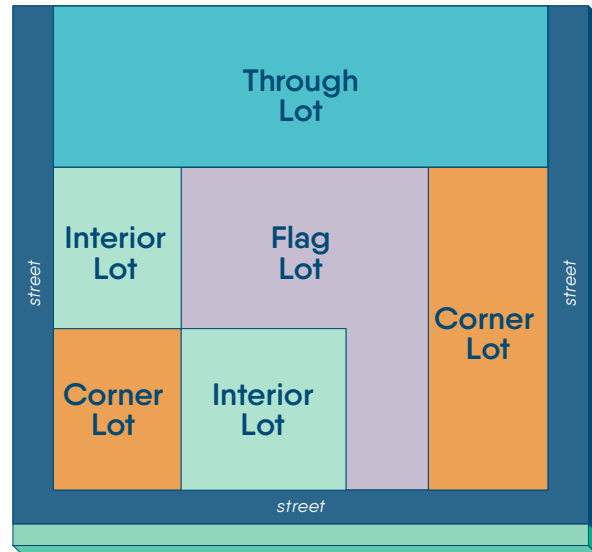 Through
Lot
Interior
Lot
Flag
Lot
street
street
Corner
Lot
Corner
Lot
Interior
Lot
street